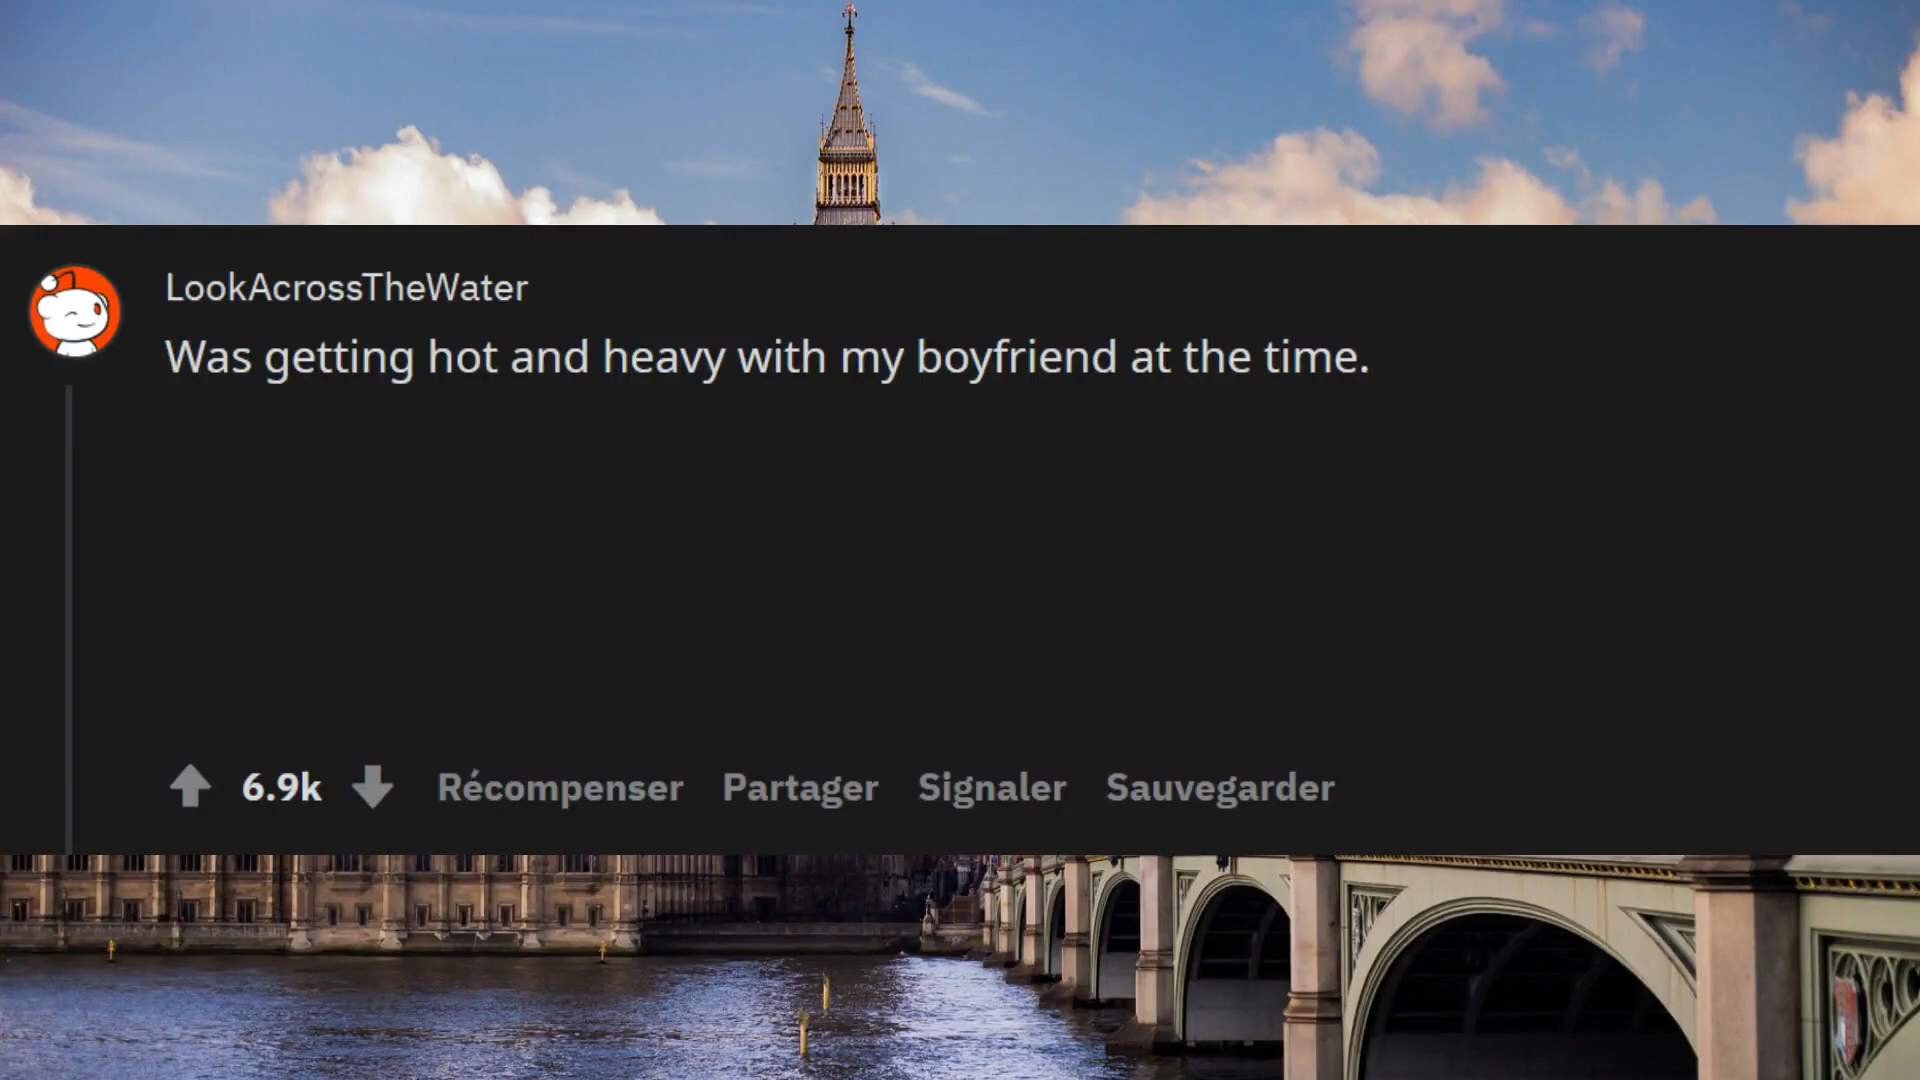 LookAcrossTheWater
Was getting hot and heavy with my boyfriend at the time.
6.9k Récompenser Partager Signaler Sauvegarder